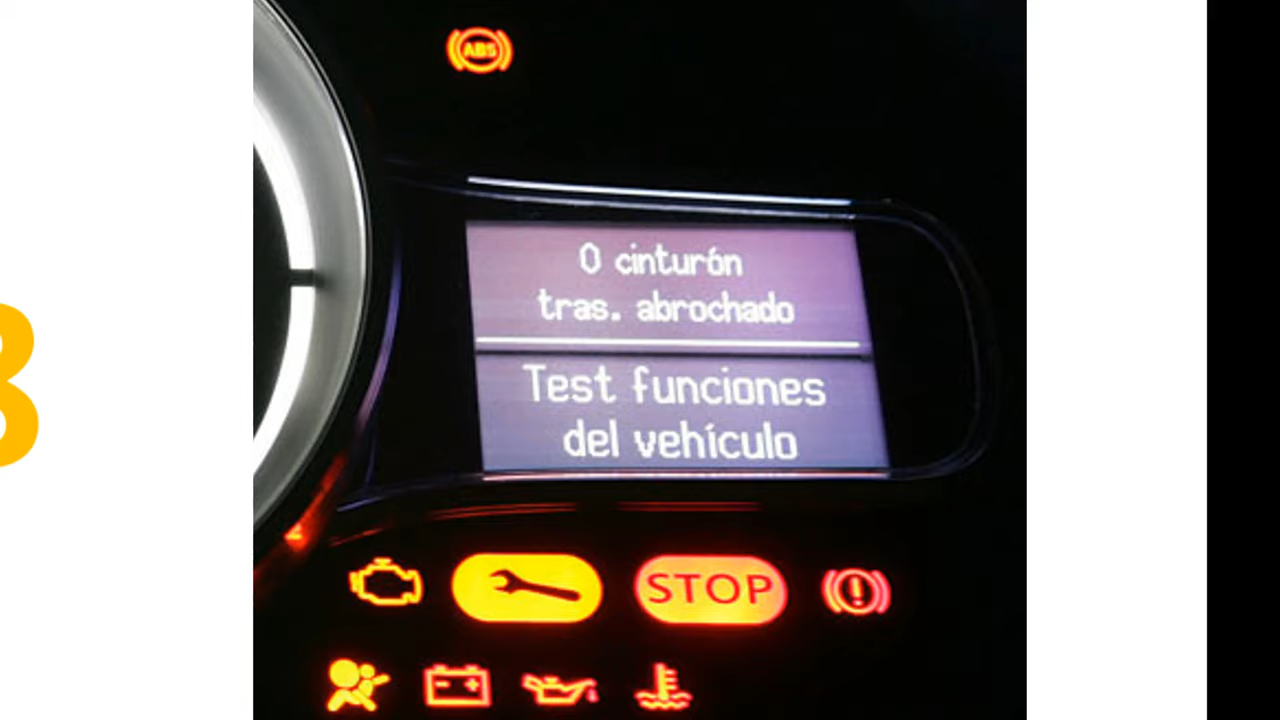 ABS
0 cinturón
tras. abrochado
Test funciones
del vehículo
STOP